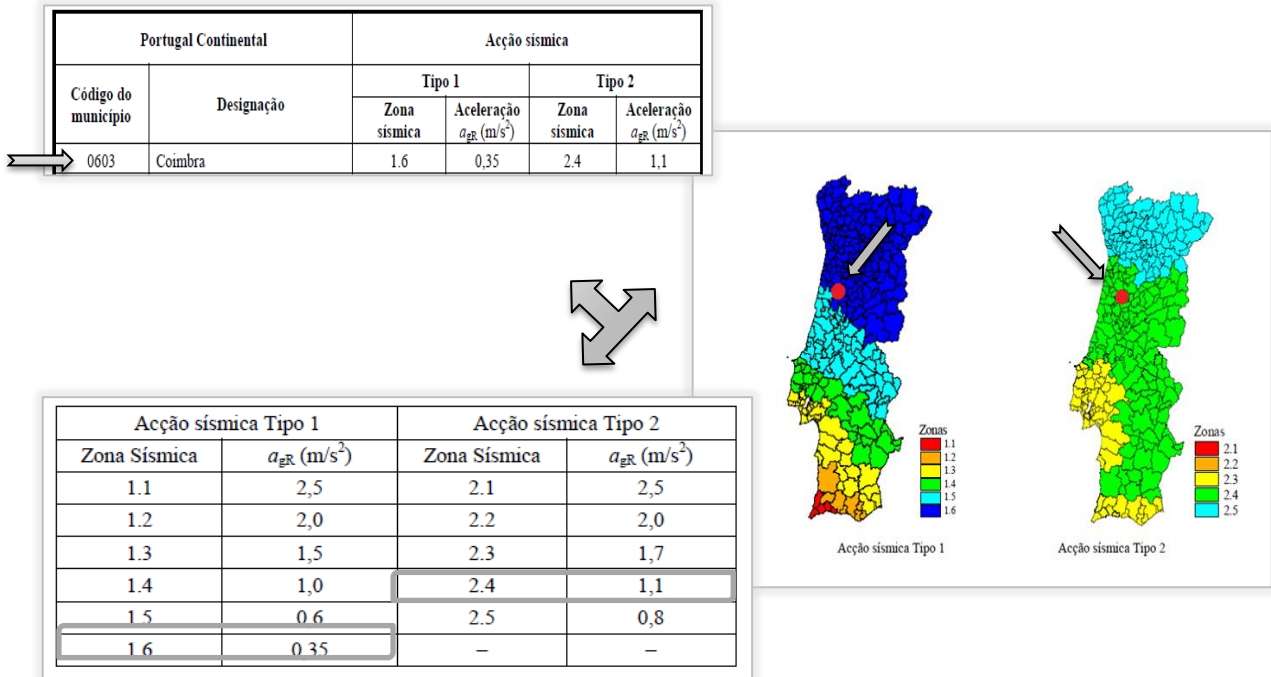 Portugal Continental Acção sísmica
Código do município Designação Tipo 1 Tipo 2
Zona sísmica Aceleração agR (m/s²) Zona sísmica Aceleração agR (m/s²)
0603 Coimbra 1.6 0,35 2.4 1,1
Zonas
1.1
1.2
1.3
1.4
1.5
1.6
Acção sísmica Tipo 1
Zonas
2.1
2.2
2.3
2.4
2.5
Acção sísmica Tipo 2
Acção sísmica Tipo 1 Acção sísmica Tipo 2
Zona Sísmica agR (m/s²) Zona Sísmica agR (m/s²)
1.1 2,5 2.1 2,5
1.2 2,0 2.2 2,0
1.3 1,5 2.3 1,7
1.4 1,0 2.4 1,1
1.5 0,6 2.5 0,8
1.6 0,35 – –